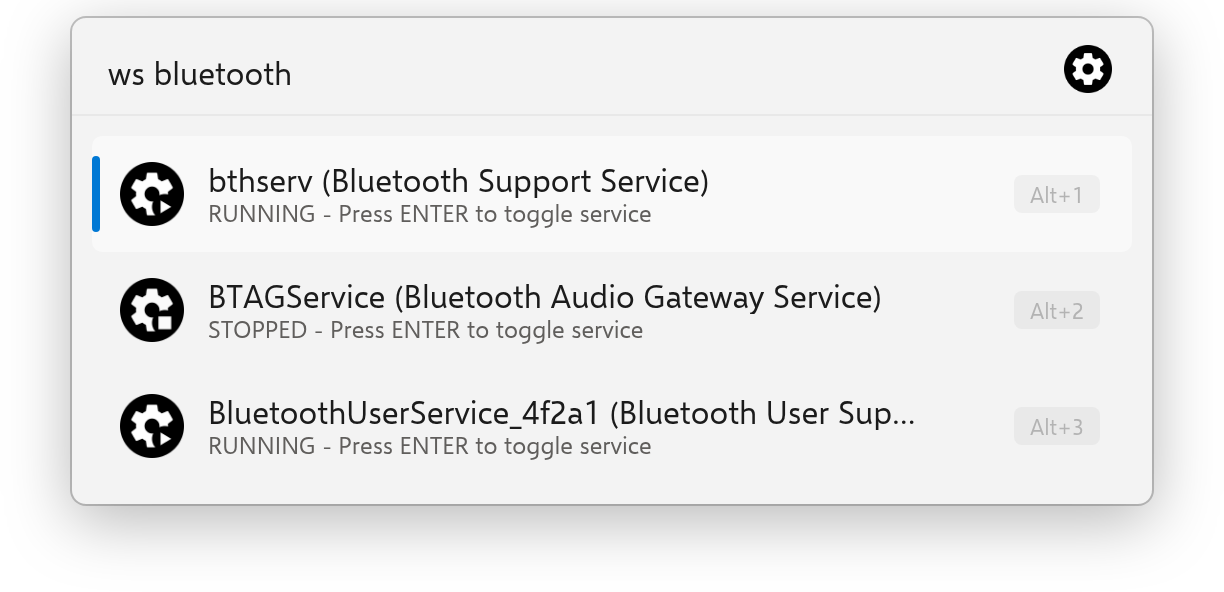 ws bluetooth
bthserv (Bluetooth Support Service)
RUNNING - Press ENTER to toggle service
Alt+1
BTAGService (Bluetooth Audio Gateway Service)
STOPPED - Press ENTER to toggle service
Alt+2
BluetoothUserService_4f2a1 (Bluetooth User Sup...
RUNNING - Press ENTER to toggle service
Alt+3